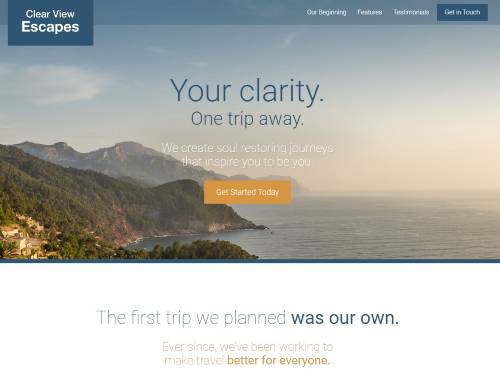 Clear View
Escapes
Our Beginning
Features
Testimonials
Get in Touch
Your clarity.
One trip away.
We create soul restoring journeys
that inspire you to be you.
Get Started Today
The first trip we planned was our own.
Ever since, we've been working to
make travel better for everyone.